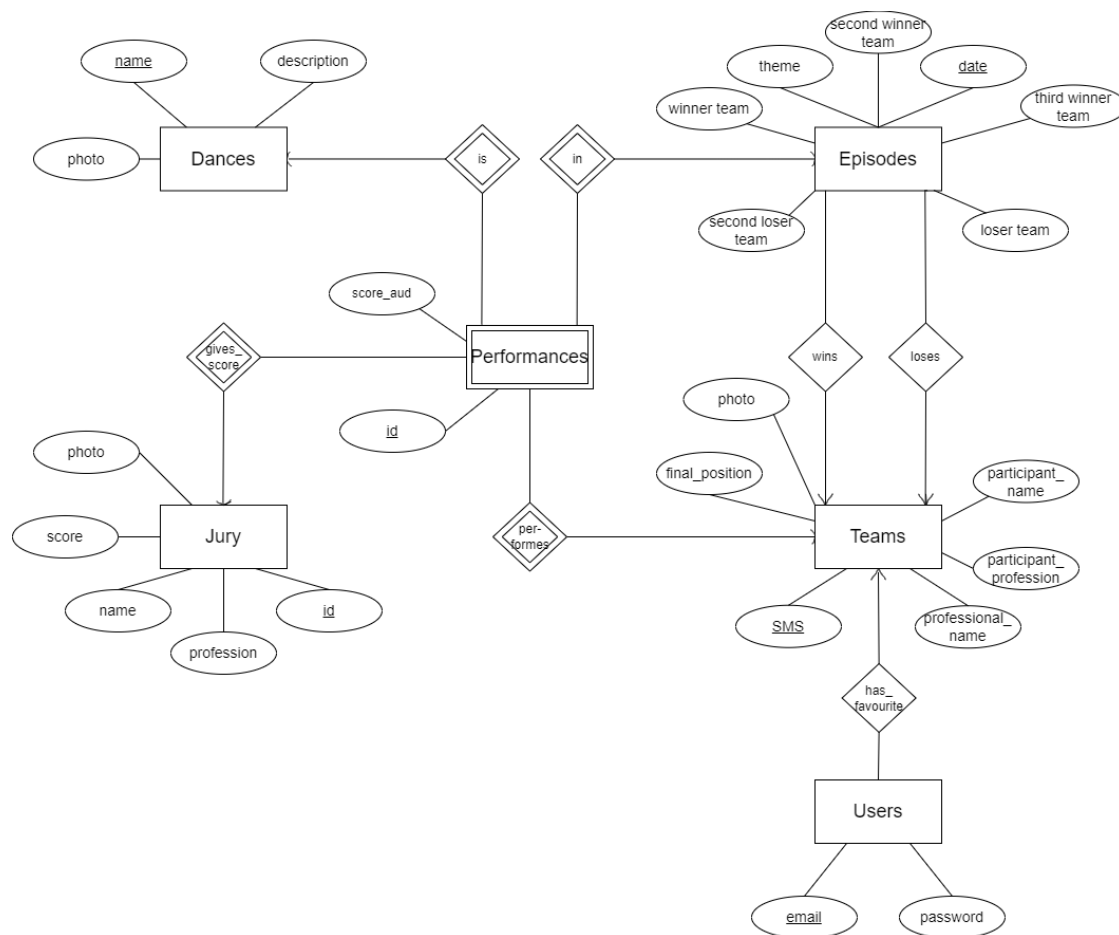 second winner
team
name
description
theme
date
winner team
third winner
team
photo
Dances
is
in
Episodes
second loser
team
loser team
score_aud
gives_
score
Performances
wins
loses
photo
id
photo
final_position
participant_
name
score
Jury
per-
formes
Teams
participant_
profession
name
id
SMS
professional_
name
profession
has_
favourite
Users
email
password